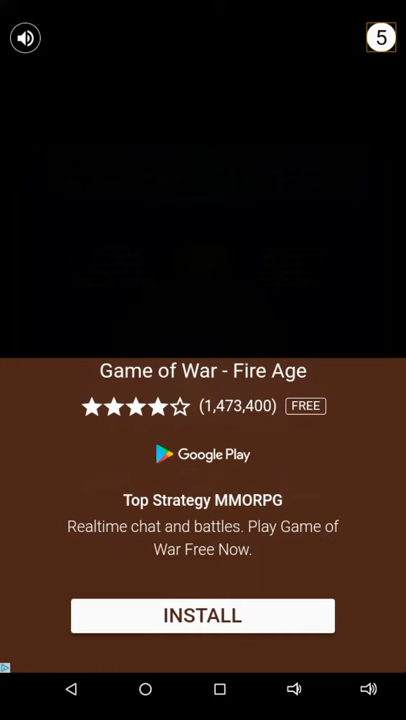 5
Game of War - Fire Age
(1,473,400) FREE
Google Play
Top Strategy MMORPG
Realtime chat and battles. Play Game of
War Free Now.
INSTALL